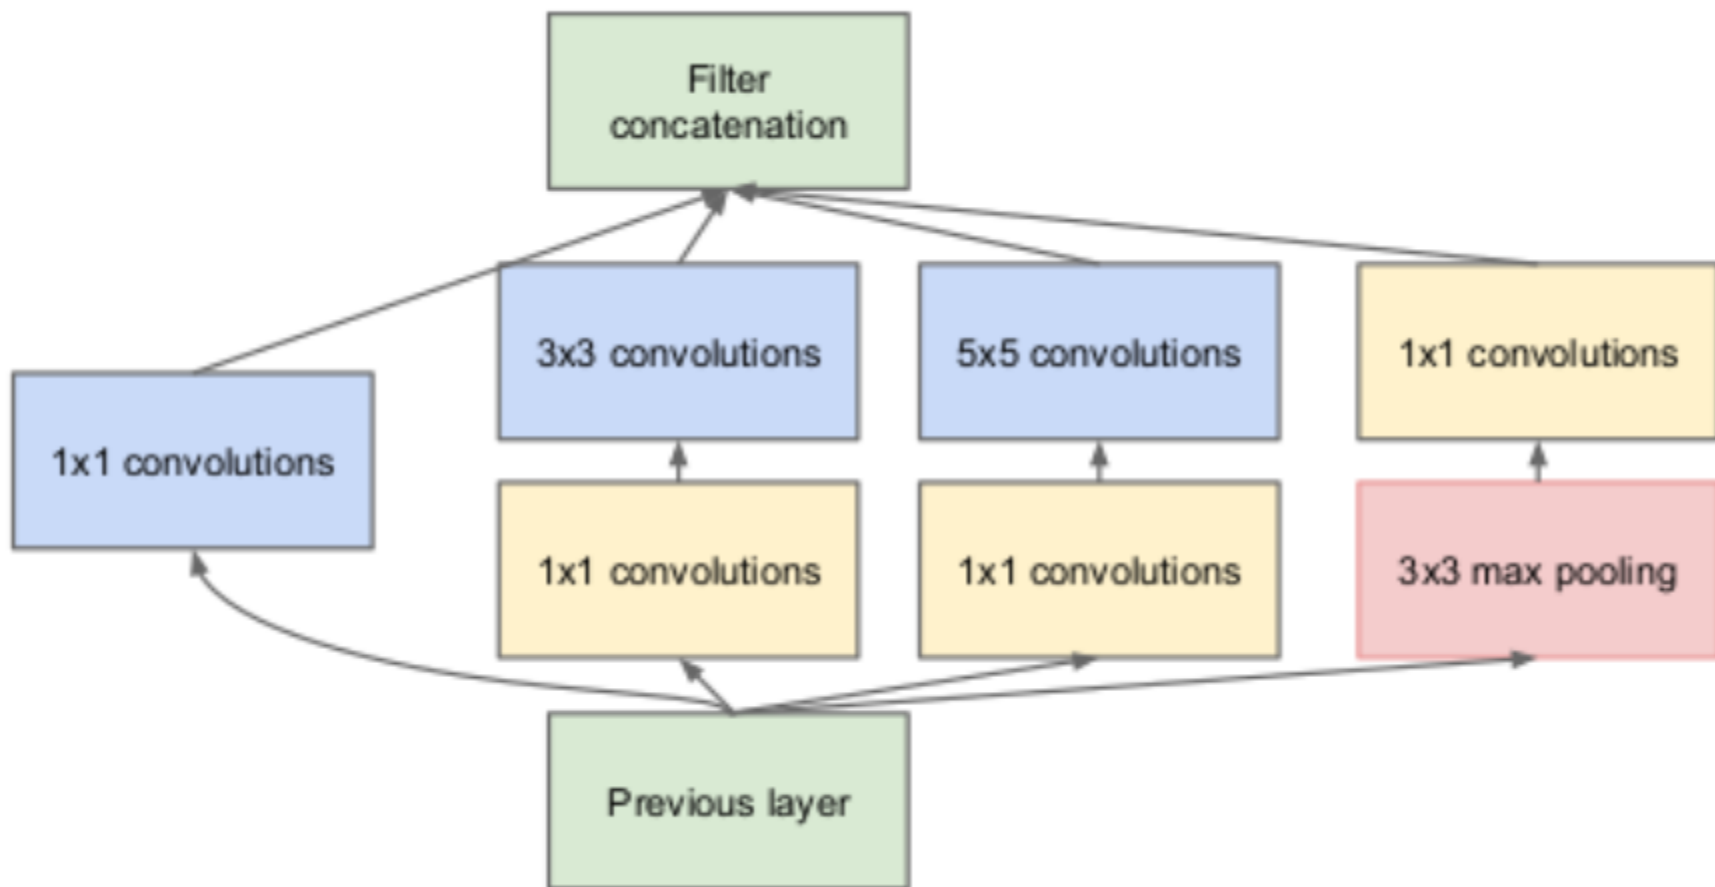 Filter
concatenation
3x3 convolutions
5x5 convolutions
1x1 convolutions
1x1 convolutions
1x1 convolutions
1x1 convolutions
3x3 max pooling
Previous layer